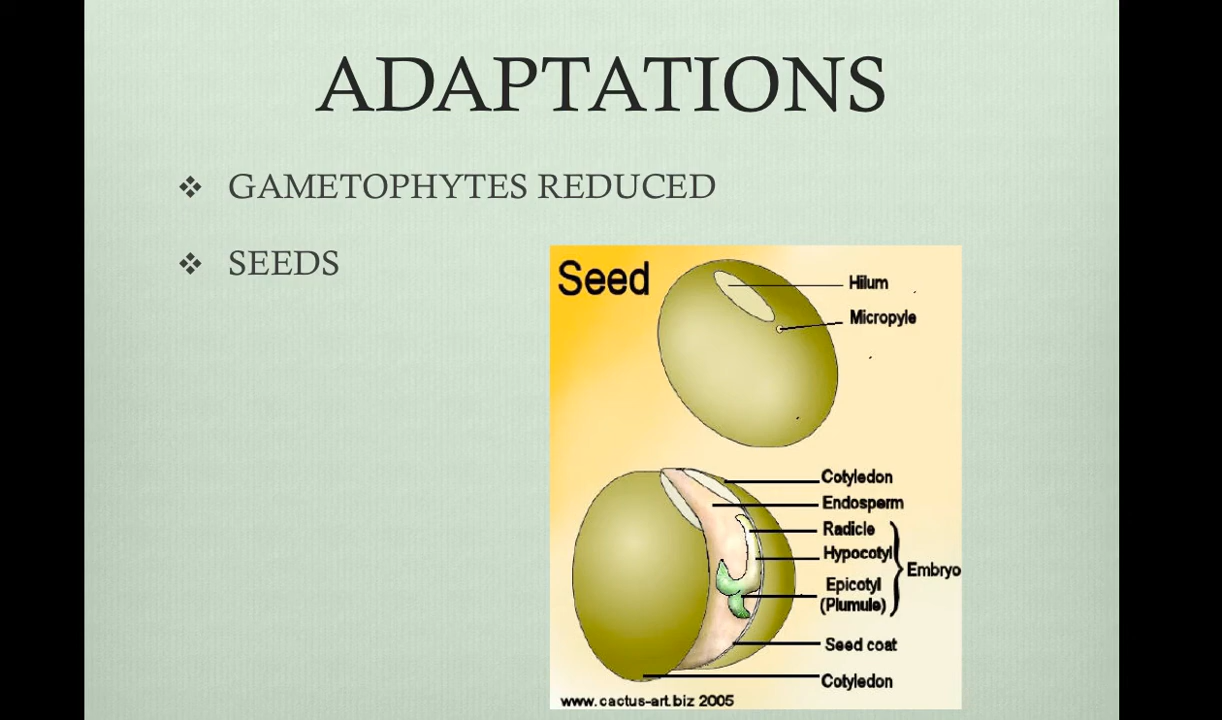 ADAPTATIONS
❖ GAMETOPHYTES REDUCED
❖ SEEDS
Seed
Hilum
Micropyle
Cotyledon
Endosperm
Radicle
Hypocotyl
Embryo
Epicotyl
(Plumule)
Seed coat
Cotyledon
www.cactus-art.biz 2005